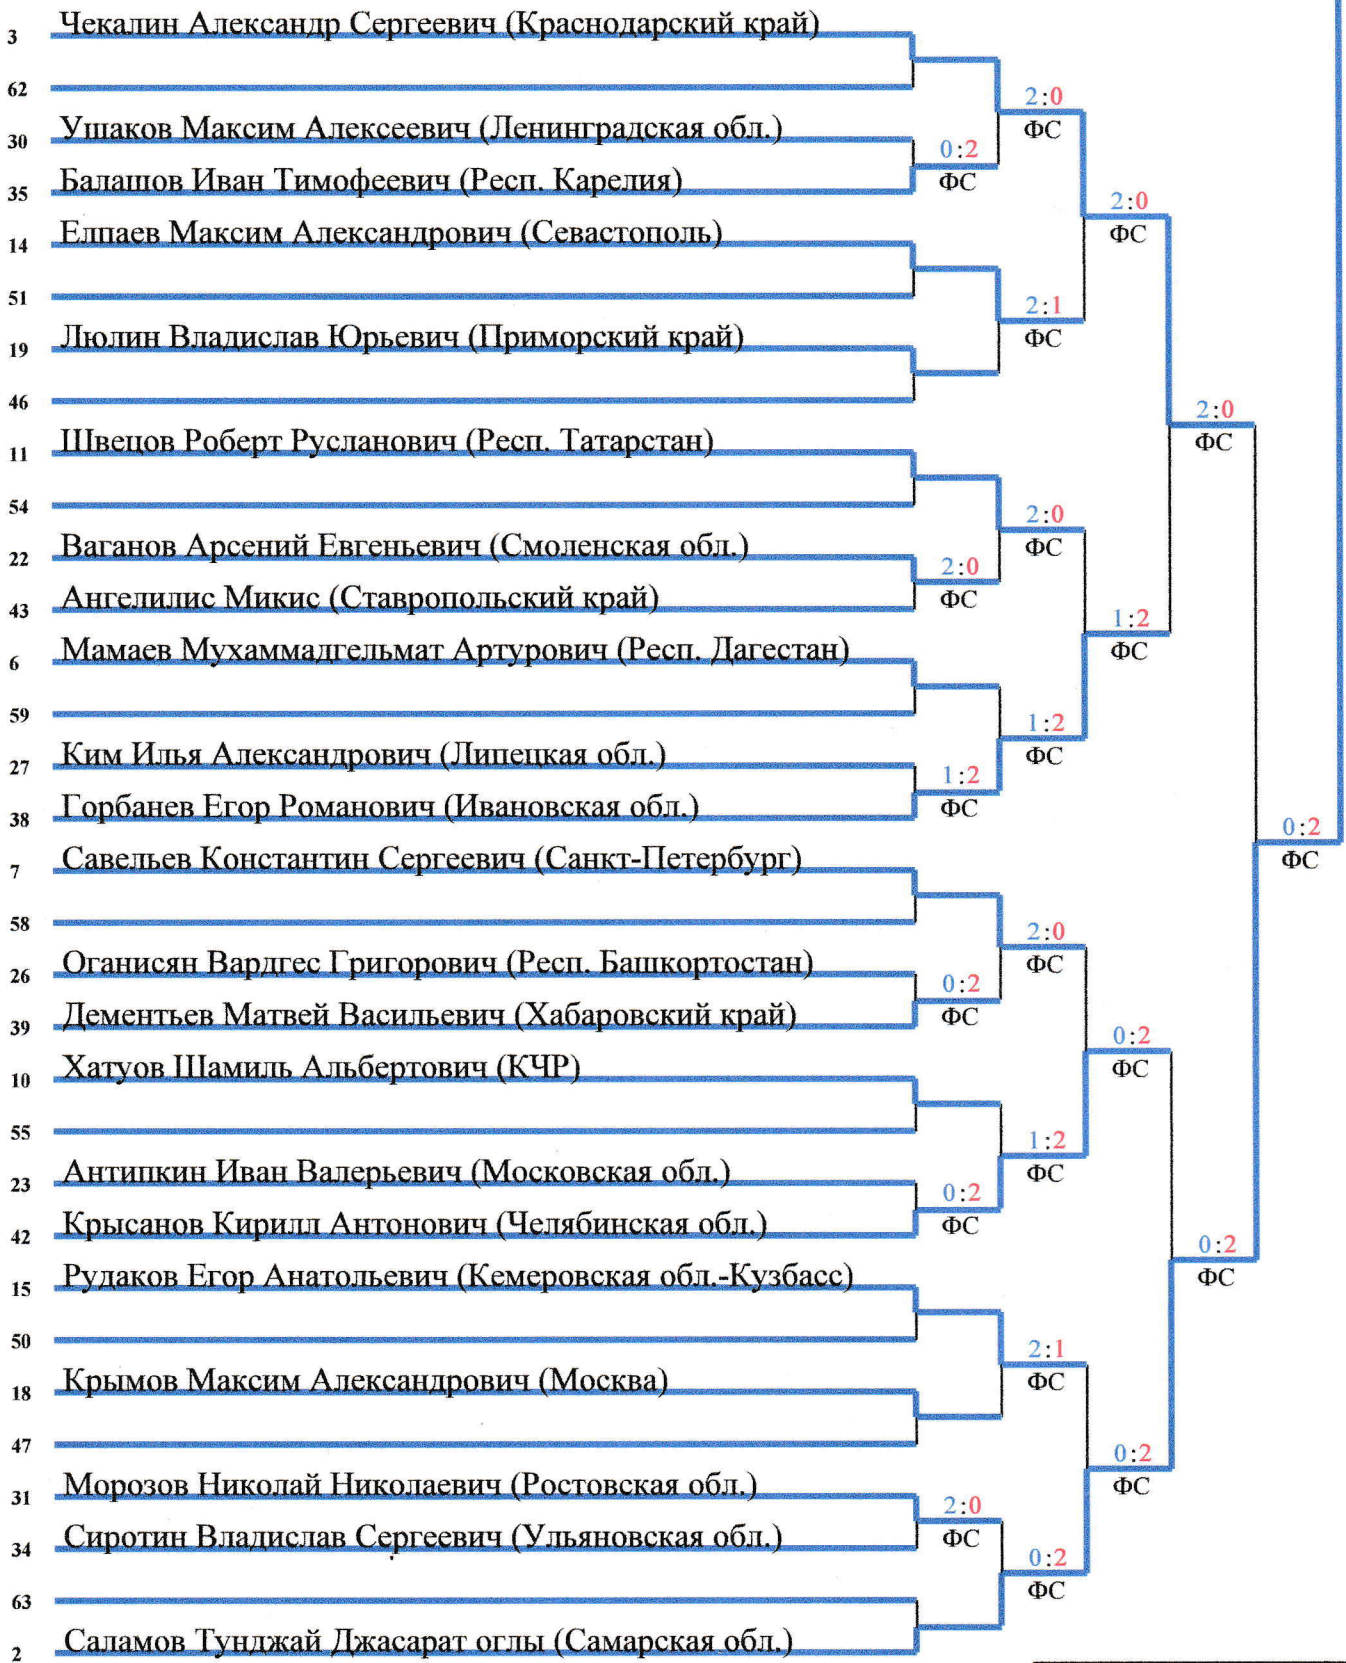 3 Чекалин Александр Сергеевич (Краснодарский край)
62
2:0
ФС
30 Ушаков Максим Алексеевич (Ленинградская обл.)
0:2
ФС
35 Балашов Иван Тимофеевич (Респ. Карелия)
2:0
ФС
14 Елпаев Максим Александрович (Севастополь)
51
2:1
ФС
19 Люлин Владислав Юрьевич (Приморский край)
46
2:0
ФС
11 Швецов Роберт Русланович (Респ. Татарстан)
54
2:0
ФС
22 Ваганов Арсений Евгеньевич (Смоленская обл.)
2:0
ФС
43 Ангелилис Микис (Ставропольский край)
1:2
ФС
6 Мамаев Мухаммадгельмат Артурович (Респ. Дагестан)
59
1:2
ФС
27 Ким Илья Александрович (Липецкая обл.)
1:2
ФС
38 Горбанев Егор Романович (Ивановская обл.)
0:2
ФС
7 Савельев Константин Сергеевич (Санкт-Петербург)
58
2:0
ФС
26 Оганисян Вардгес Григорович (Респ. Башкортостан)
0:2
ФС
39 Дементьев Матвей Васильевич (Хабаровский край)
0:2
ФС
10 Хатуов Шамиль Альбертович (КЧР)
55
1:2
ФС
23 Антипкин Иван Валерьевич (Московская обл.)
0:2
ФС
42 Крысанов Кирилл Антонович (Челябинская обл.)
0:2
ФС
15 Рудаков Егор Анатольевич (Кемеровская обл.-Кузбасс)
50
2:1
ФС
18 Крымов Максим Александрович (Москва)
47
0:2
ФС
31 Морозов Николай Николаевич (Ростовская обл.)
2:0
ФС
34 Сиротин Владислав Сергеевич (Ульяновская обл.)
0:2
ФС
63
2 Саламов Тунджай Джасарат оглы (Самарская обл.)